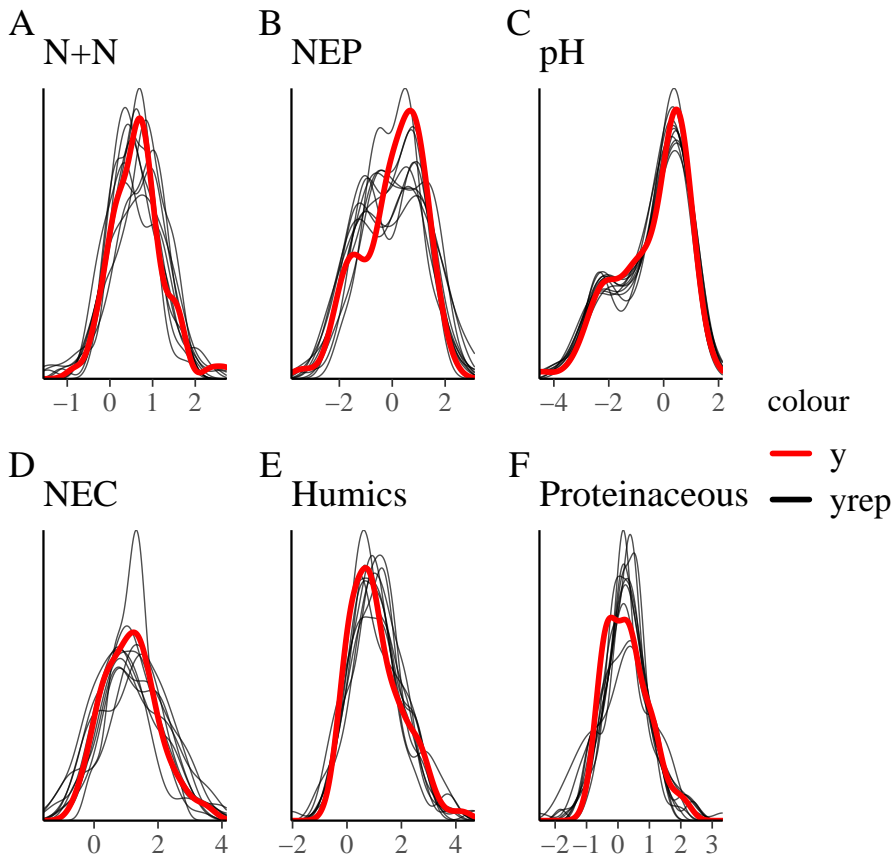 A
N+N
−1 0 1 2
B
NEP
−2 0 2
C
pH
−4 −2 0 2
colour
y
yrep
D
NEC
0 2 4
E
Humics
−2 0 2 4
F
Proteinaceous
−2 −1 0 1 2 3